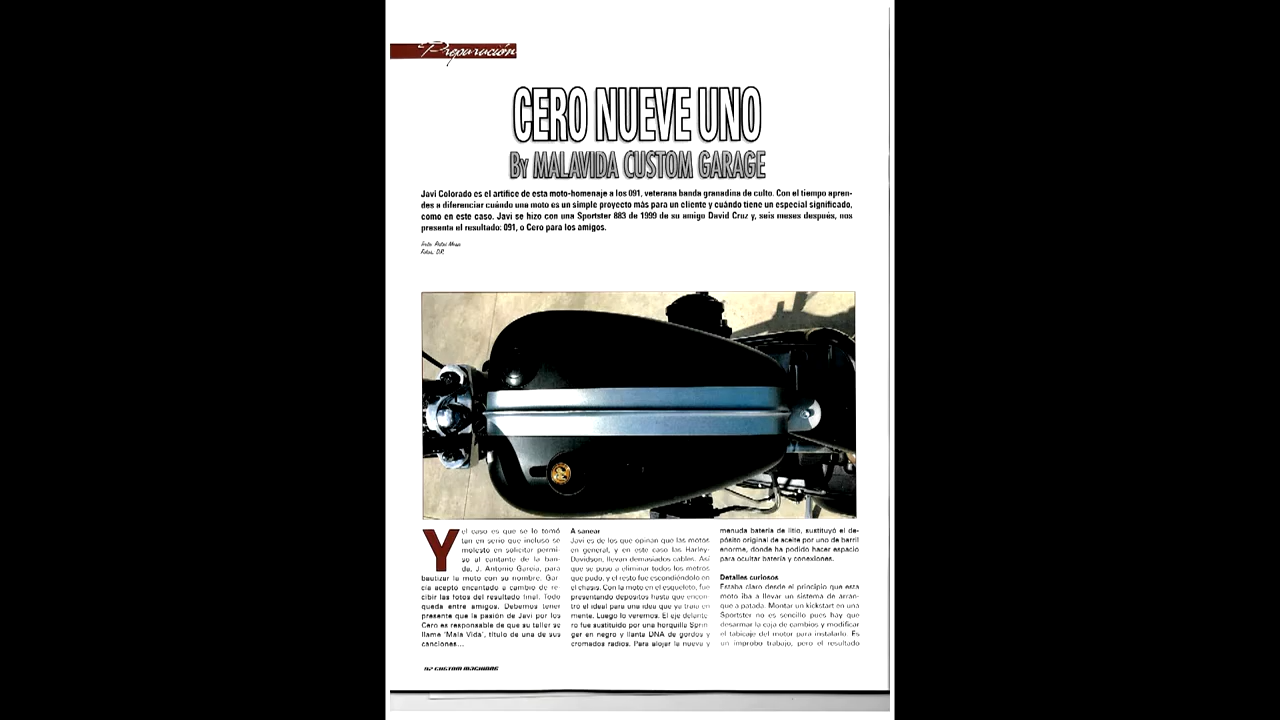 Preparación
CERO NUEVE UNO
By MALAVIDA CUSTOM GARAGE
Javi Colorado es el artífice de esta moto-homenaje a los 091, veterana banda granadina de culto. Con el tiempo apren-
des a diferenciar cuándo una moto es un simple proyecto más para un cliente y cuándo tiene un especial significado,
como en este caso. Javi se hizo con una Sportster 883 de 1999 de su amigo David Cruz y, seis meses después, nos
presenta el resultado: 091, o Cero para los amigos.
Fotos, D.R.
Y el caso es que se lo tomó
tan en serio que incluso se
molestó en solicitar permi-
so al cantante de la ban-
da, J. Antonio García, para
bautizar la moto con su nombre. Gar-
cía aceptó encantado a cambio de re-
cibir las fotos del resultado final. Todo
queda entre amigos. Debemos tener
presente que la pasión de Javi por los
Cero es responsable de que su taller se
llame 'Mala Vida', título de una de sus
canciones...
A sanear
Javi es de los que opinan que las motos
en general, y en este caso las Harley-
Davidson, llevan demasiados cables. Así
que se puso a eliminar todos los metros
que pudo, y el resto fue escondiéndolo en
el chasis. Con la moto en el esqueleto, fue
presentando depósitos hasta que encon-
tró el ideal para una idea que ya traía en
mente. Luego lo veremos. El eje delante-
ro fue sustituido por una horquilla Sprin-
ger en negro y llanta DNA de gordos y
cromados radios. Para alojar la nueva y
menuda batería de litio, sustituyó el de-
pósito original de aceite por uno de barril
enorme, donde ha podido hacer espacio
para ocultar batería y conexiones.
Detalles curiosos
Estaba claro desde el principio que esta
moto iba a llevar un sistema de arran-
que a patada. Montar un kickstart en una
Sportster no es sencillo pues hay que
desarmar la caja de cambios y modificar
el tabicaje del motor para instalarlo. Es
un ímprobo trabajo, pero el resultado
92 CUSTOM MACHINES